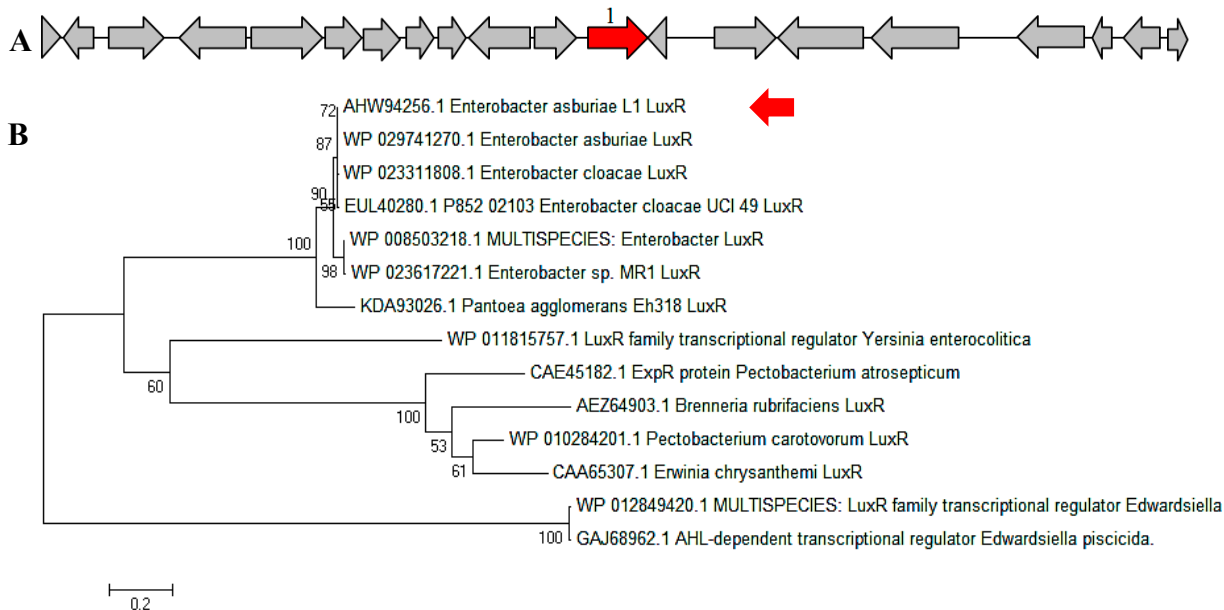 1
A
B
72
AHW94256.1 Enterobacter asburiae L1 LuxR
87
WP 029741270.1 Enterobacter asburiae LuxR
WP 023311808.1 Enterobacter cloacae LuxR
90
55
EUL40280.1 P852 02103 Enterobacter cloacae UCI 49 LuxR
100
WP 008503218.1 MULTISPECIES: Enterobacter LuxR
98
WP 023617221.1 Enterobacter sp. MR1 LuxR
KDA93026.1 Pantoea agglomerans Eh318 LuxR
WP 011815757.1 LuxR family transcriptional regulator Yersinia enterocolitica
60
CAE45182.1 ExpR protein Pectobacterium atrosepticum
100
AEZ64903.1 Brenneria rubrifaciens LuxR
53
WP 010284201.1 Pectobacterium carotovorum LuxR
61
CAA65307.1 Erwinia chrysanthemi LuxR
WP 012849420.1 MULTISPECIES: LuxR family transcriptional regulator Edwardsiella
100
GAJ68962.1 AHL-dependent transcriptional regulator Edwardsiella piscicida.
0.2